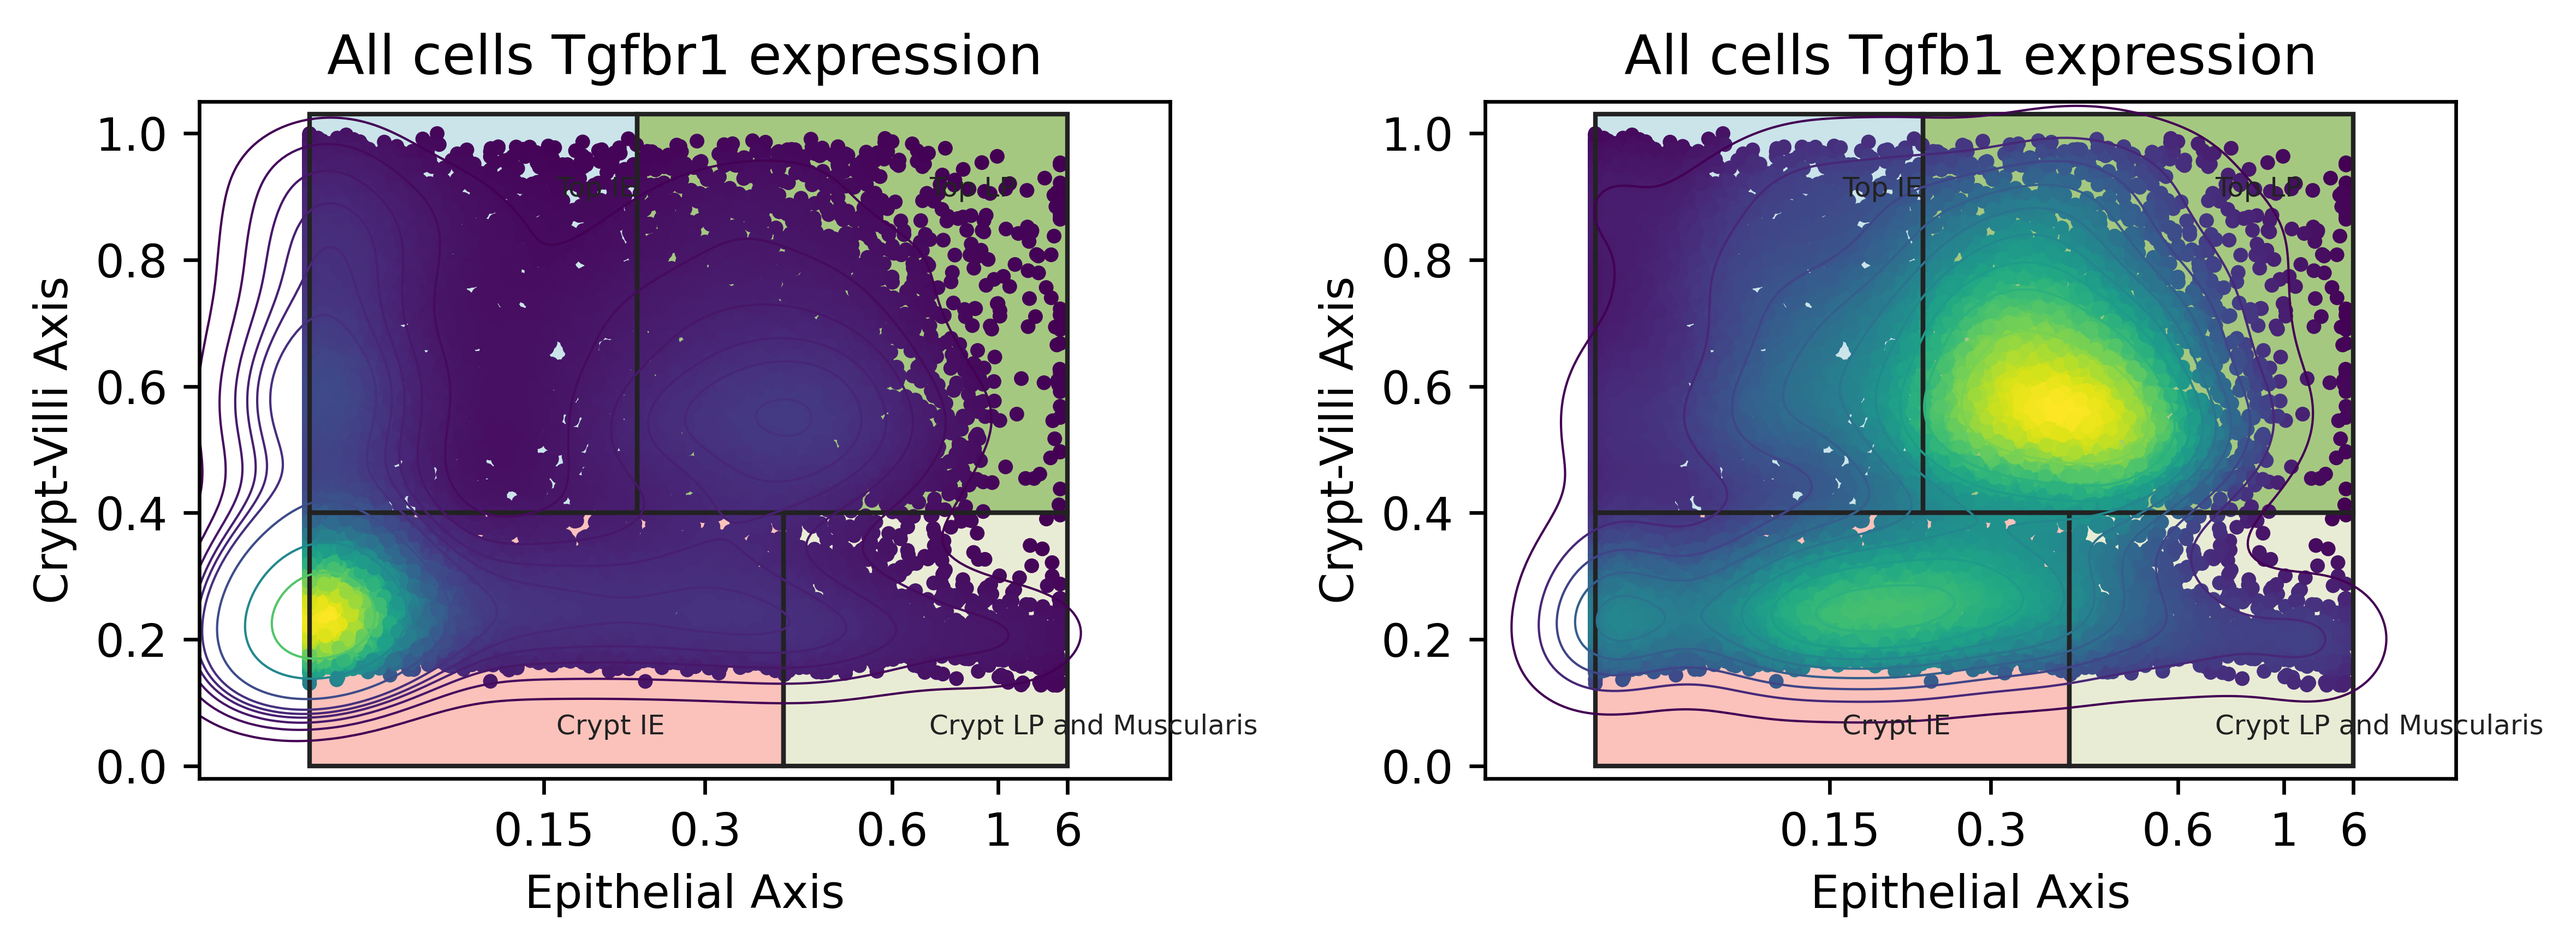 All cells Tgfbr1 expression
Crypt-Villi Axis
1.0
0.8
0.6
0.4
0.2
0.0
Top IE
Top LP
Crypt IE
Crypt LP and Muscularis
0.15 0.3 0.6 1 6
Epithelial Axis
All cells Tgfb1 expression
Crypt-Villi Axis
1.0
0.8
0.6
0.4
0.2
0.0
Top IE
Top LP
Crypt IE
Crypt LP and Muscularis
0.15 0.3 0.6 1 6
Epithelial Axis